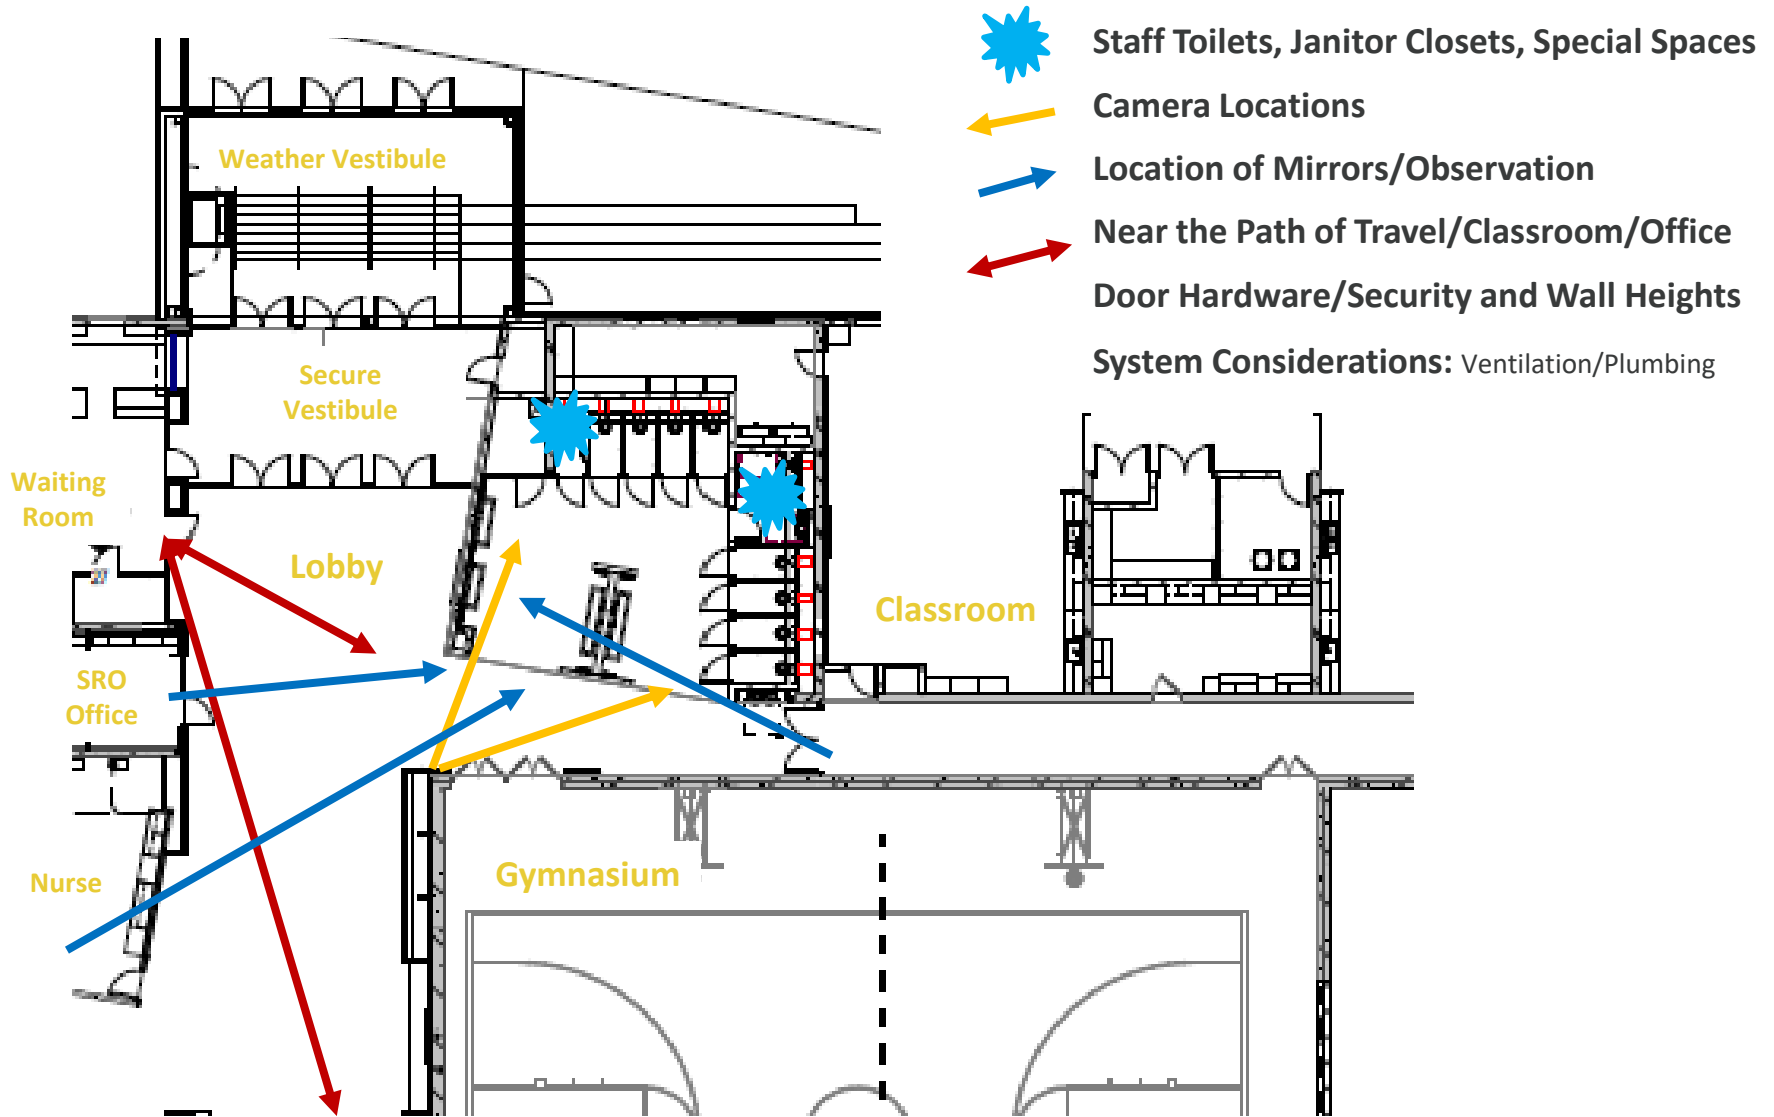 Staff Toilets, Janitor Closets, Special Spaces
Camera Locations
Location of Mirrors/Observation
Near the Path of Travel/Classroom/Office
Door Hardware/Security and Wall Heights
System Considerations: Ventilation/Plumbing
Weather Vestibule
Secure
Vestibule
Waiting
Room
Lobby
Classroom
SRO
Office
Nurse
Gymnasium